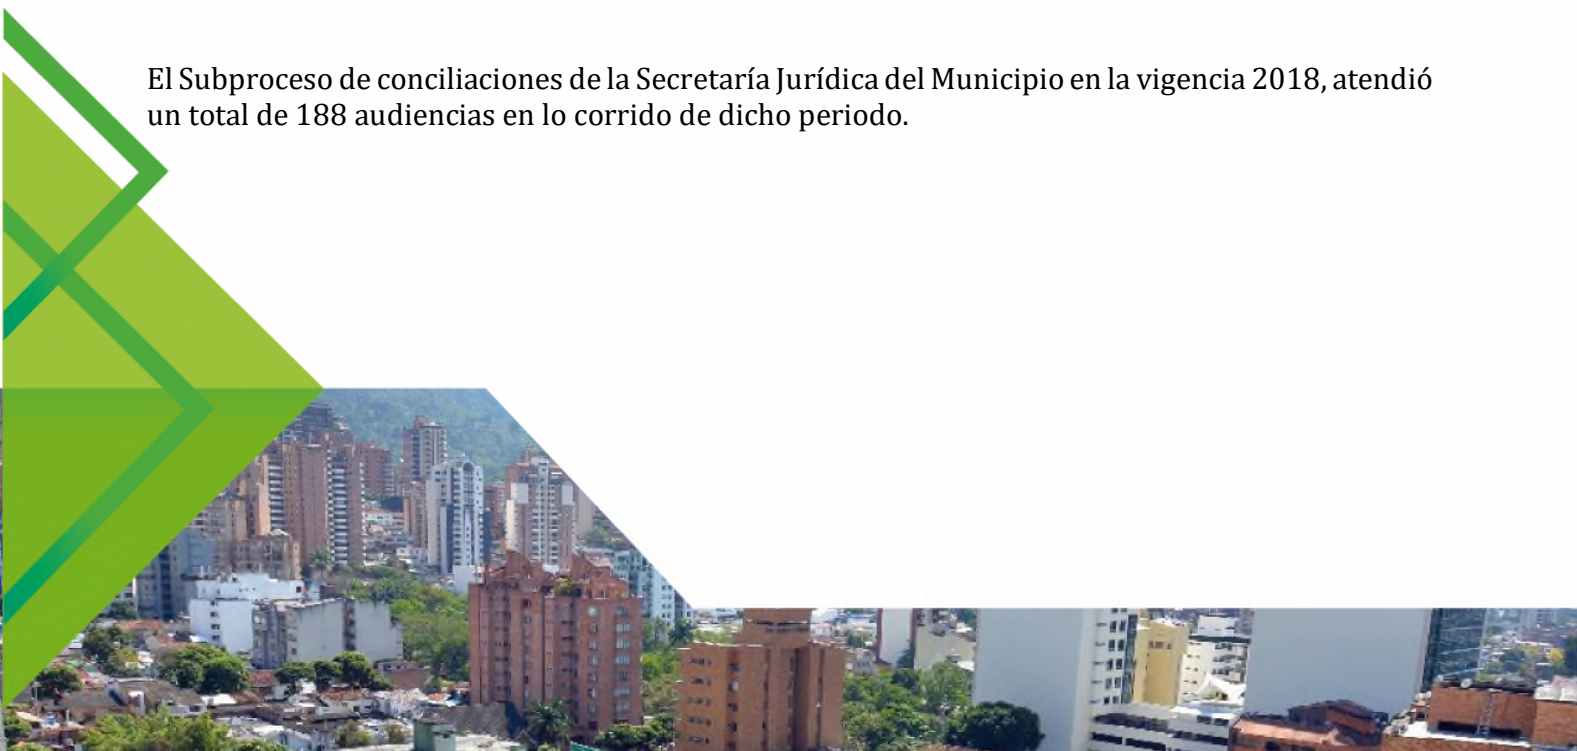 El Subproceso de conciliaciones de la Secretaría Jurídica del Municipio en la vigencia 2018, atendió
un total de 188 audiencias en lo corrido de dicho periodo.